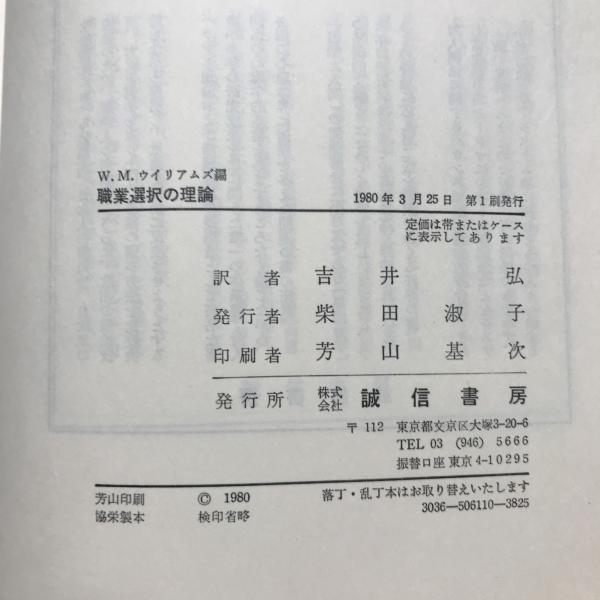 W.M.ウイリアムズ編
職業選択の理論
1980年3月25日 第1刷発行
定価は帯またはケース
に表示してあります
訳者 吉井弘
発行者 柴田淑子
印刷者 芳山基次
発行所 株式会社 誠信書房
〒112 東京都文京区大塚3-20-6
TEL 03 (946) 5666
振替口座 東京4-10295
芳山印刷
協栄製本
© 1980
検印省略
落丁・乱丁本はお取り替えいたします
3036-506110-3825